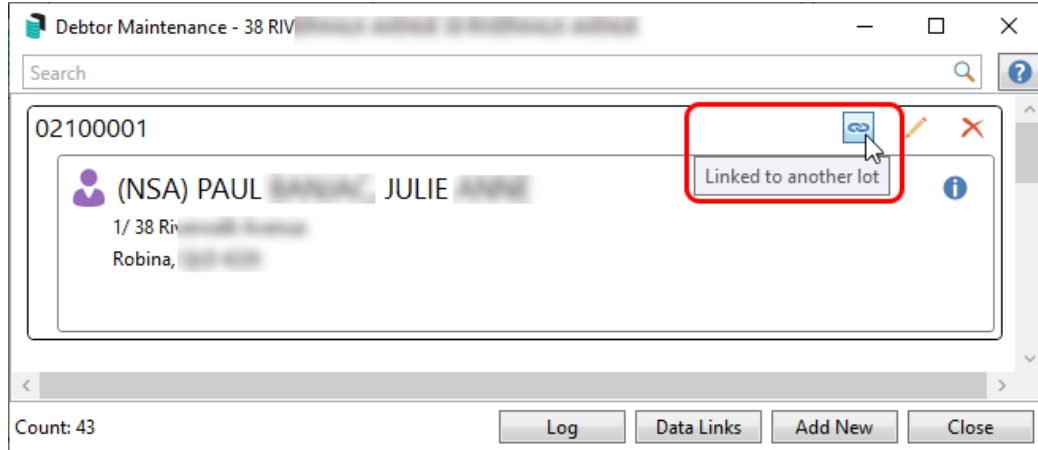 Debtor Maintenance - 38 RIV
Search
02100001
Linked to another lot
(NSA) PAUL JULIE
1/ 38 Riv
Robina,
Count: 43
Log
Data Links
Add New
Close